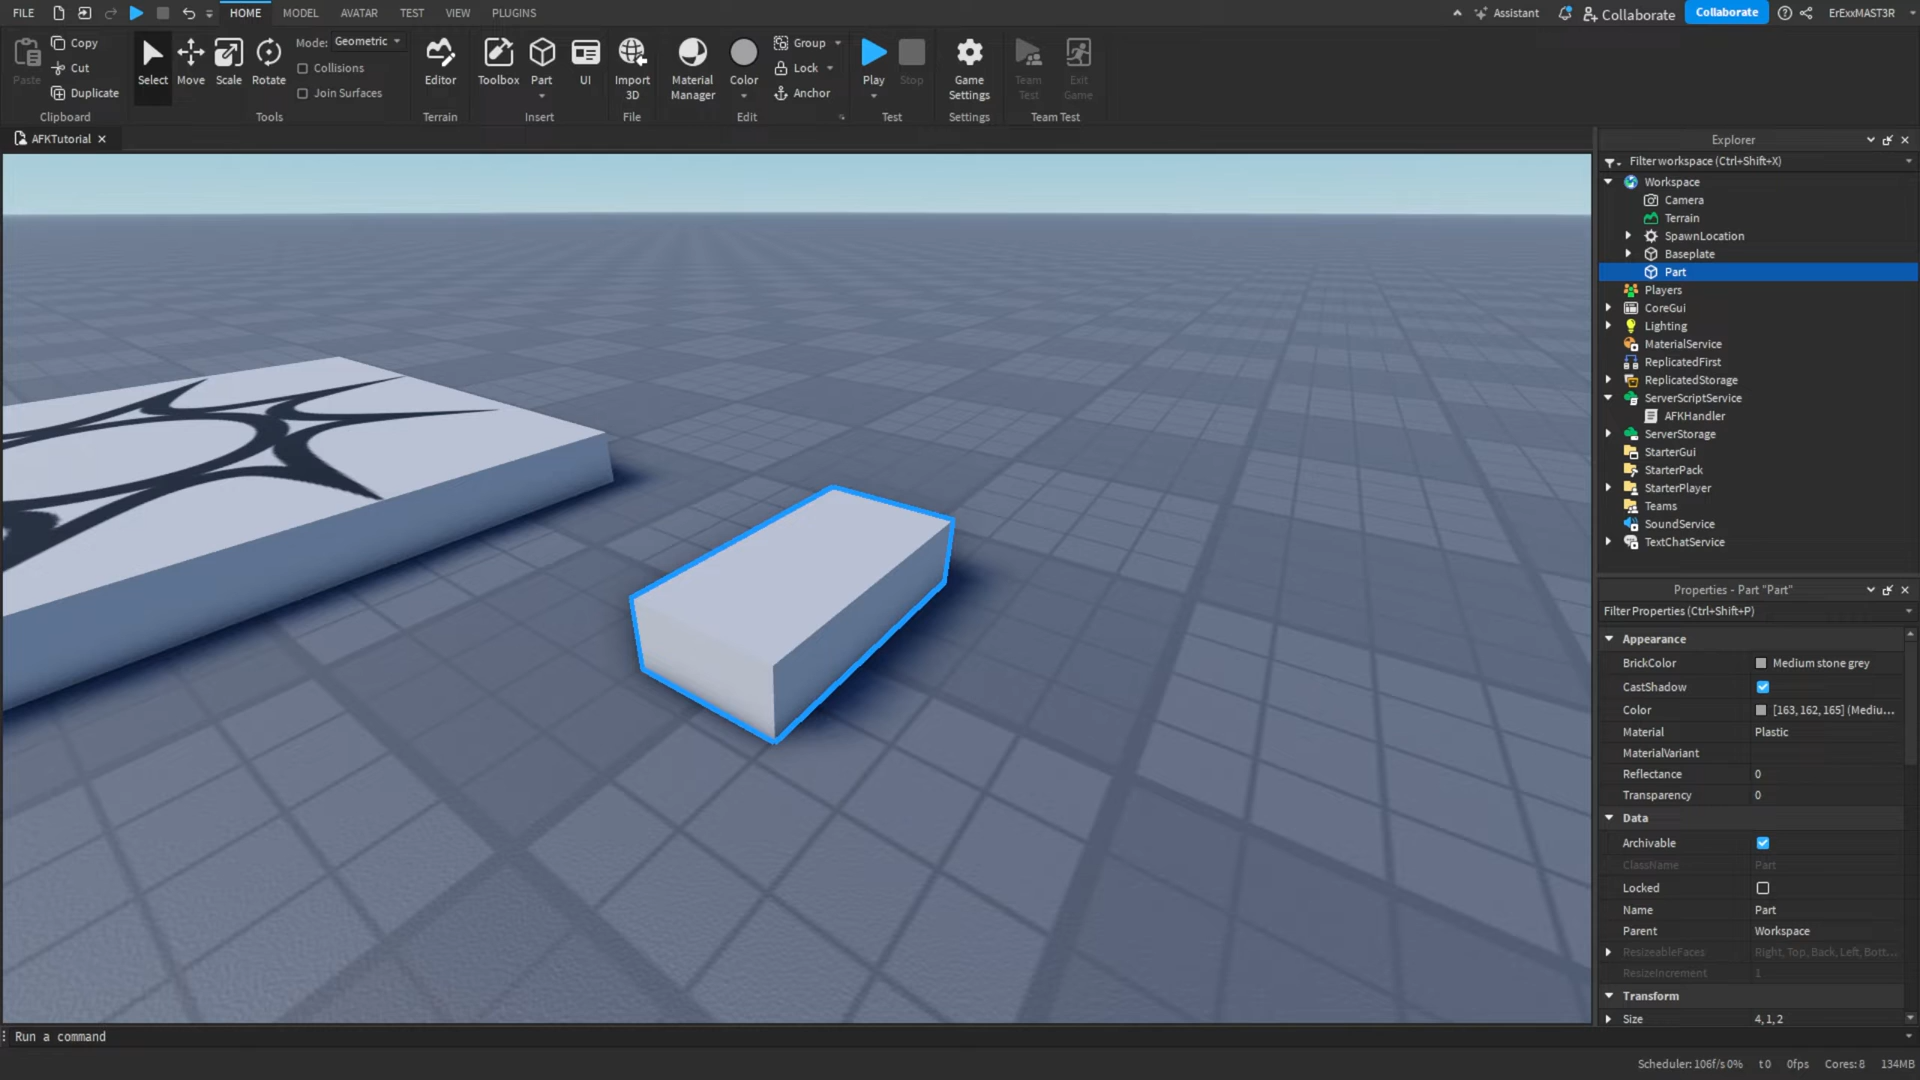 FILE
HOME
MODEL
AVATAR
TEST
VIEW
PLUGINS
Assistant
Collaborate
Collaborate
ErExxMAST3R
Paste
Copy
Cut
Duplicate
Clipboard
Select
Move
Scale
Rotate
Mode: Geometric
Collisions
Join Surfaces
Tools
Editor
Terrain
Toolbox
Part
UI
Insert
Import
3D
File
Material
Manager
Color
Group
Lock
Anchor
Edit
Play
Stop
Test
Game
Settings
Settings
Team
Test
Exit
Game
Team Test
AFKTutorial
Explorer
Filter workspace (Ctrl+Shift+X)
Workspace
Camera
Terrain
SpawnLocation
Baseplate
Part
Players
CoreGui
Lighting
MaterialService
ReplicatedFirst
ReplicatedStorage
ServerScriptService
AFKHandler
ServerStorage
StarterGui
StarterPack
StarterPlayer
Teams
SoundService
TextChatService
Properties - Part "Part"
Filter Properties (Ctrl+Shift+P)
Appearance
BrickColor Medium stone grey
CastShadow
Color [163, 162, 165] (Mediu...
Material Plastic
MaterialVariant
Reflectance 0
Transparency 0
Data
Archivable
ClassName Part
Locked
Name Part
Parent Workspace
ResizeableFaces Right, Top, Back, Left, Bott...
ResizeIncrement 1
Transform
Size 4, 1, 2
Run a command
Scheduler: 106f/s 0% t 0 0fps Cores: 8 134MB